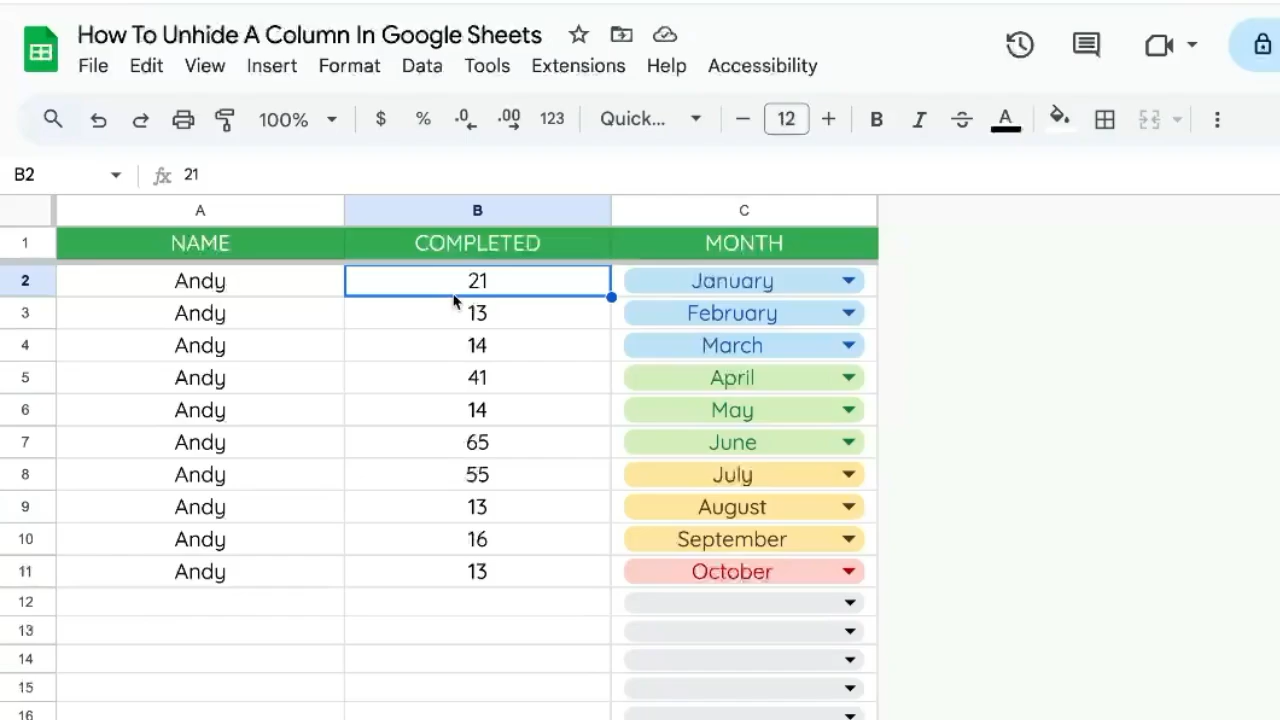 How To Unhide A Column In Google Sheets
File Edit View Insert Format Data Tools Extensions Help Accessibility
100% $ % .0 .00 123 Quick... − 12 + B I S A
B2 fx 21
A B C
1 NAME COMPLETED MONTH
2 Andy 21 January
3 Andy 13 February
4 Andy 14 March
5 Andy 41 April
6 Andy 14 May
7 Andy 65 June
8 Andy 55 July
9 Andy 13 August
10 Andy 16 September
11 Andy 13 October
12
13
14
15
16